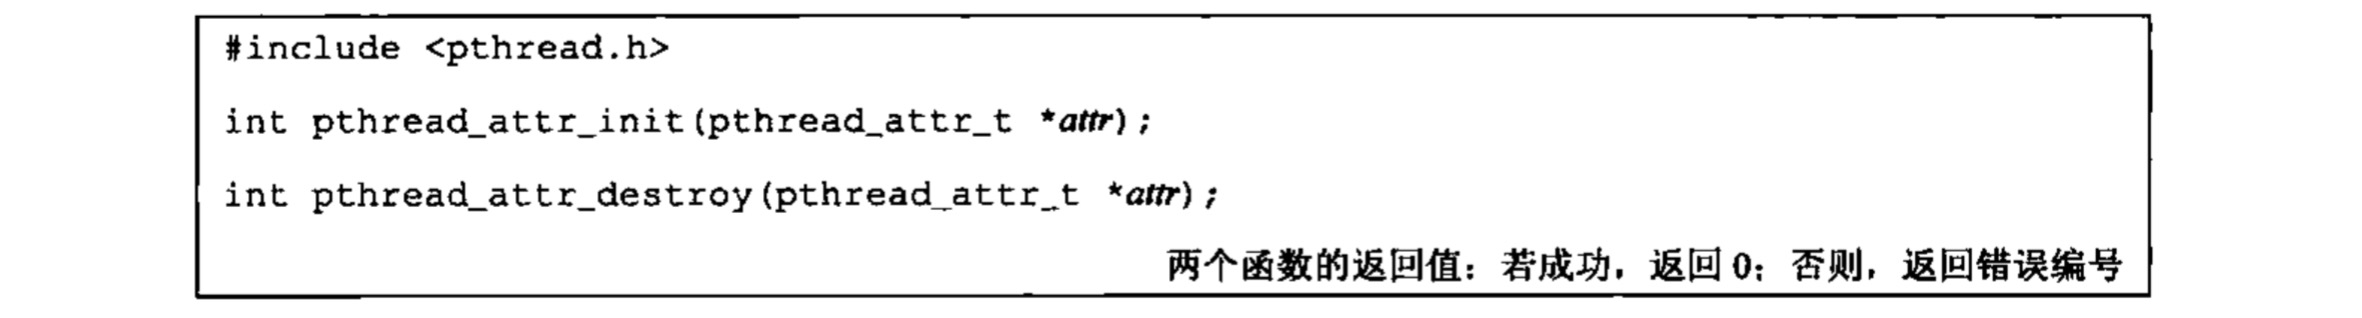 #include <pthread.h>
int pthread_attr_init(pthread_attr_t *attr);
int pthread_attr_destroy(pthread_attr_t *attr);
两个函数的返回值：若成功，返回 0；否则，返回错误编号